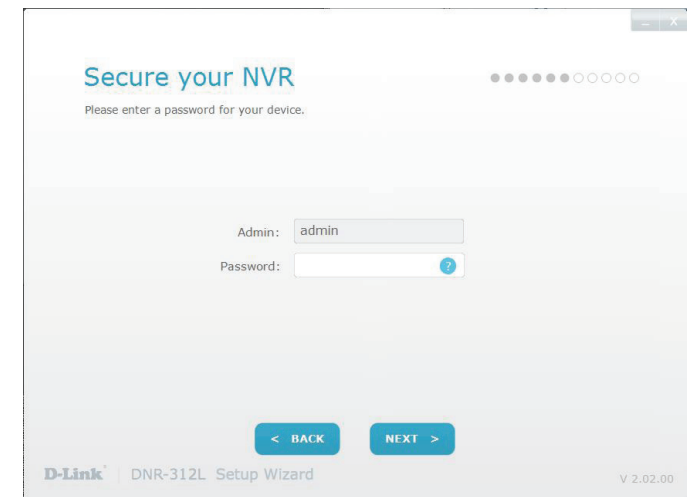 _ X
Secure your NVR
Please enter a password for your device.
Admin: admin
Password: ?
< BACK NEXT >
D-Link DNR-312L Setup Wizard V 2.02.00